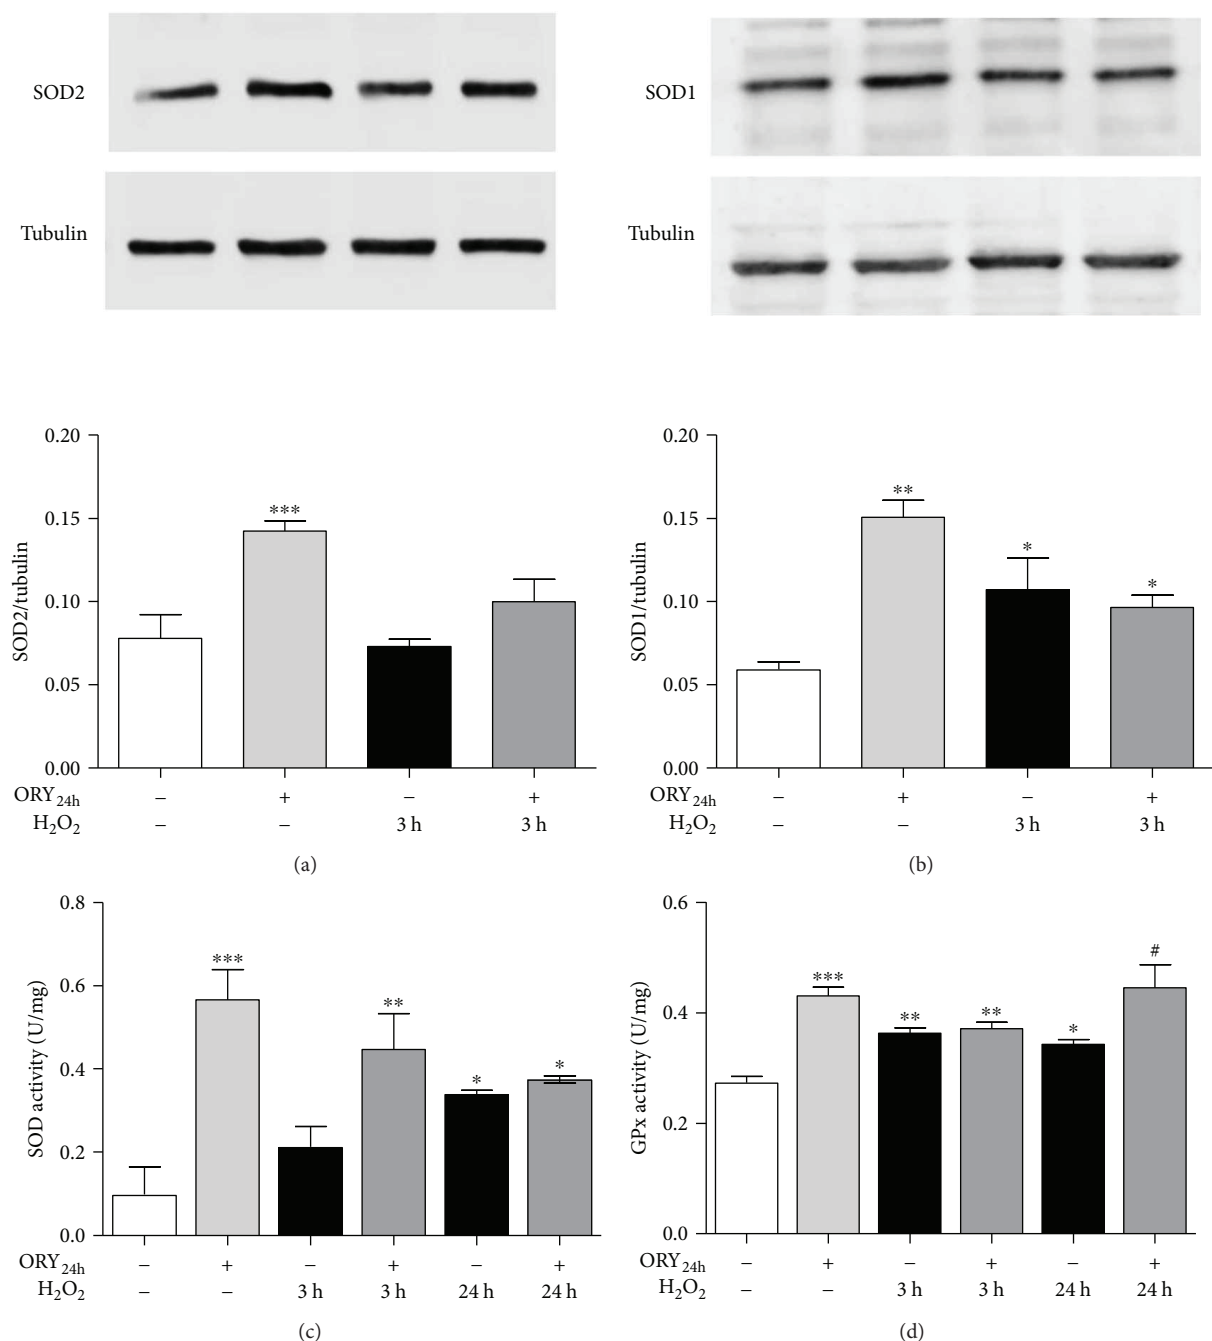 SOD2
Tubulin
SOD1
Tubulin
0.20
0.15
0.10
0.05
0.00
SOD2/tubulin
***
ORY24h – + – +
H2O2 – – 3 h 3 h
(a)
0.20
0.15
0.10
0.05
0.00
SOD1/tubulin
**
*
*
ORY24h – + – +
H2O2 – – 3 h 3 h
(b)
0.8
0.6
0.4
0.2
0.0
SOD activity (U/mg)
***
**
*
*
ORY24h – + – + – +
H2O2 – – 3 h 3 h 24 h 24 h
(c)
0.6
0.4
0.2
0.0
GPx activity (U/mg)
***
**
**
*
#
ORY24h – + – + – +
H2O2 – – 3 h 3 h 24 h 24 h
(d)